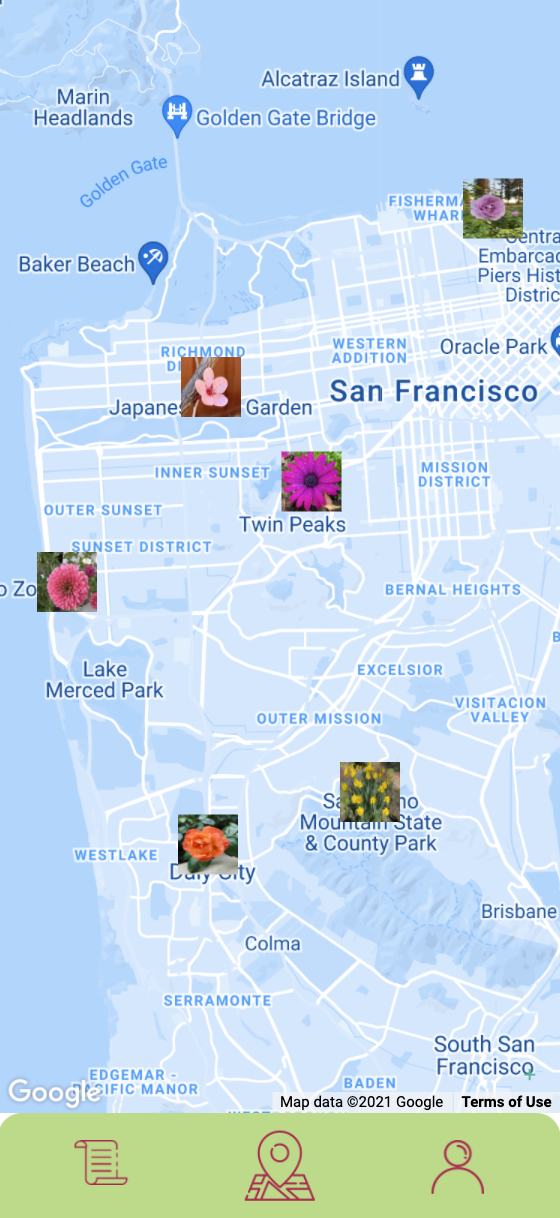 Alcatraz Island
Marin
Headlands
Golden Gate Bridge
Golden Gate
FISHERMA
WHAR
Baker Beach
Centra
Embarcad
Piers Hist
Distric
RICHMOND
DI
WESTERN
ADDITION
Oracle Park
San Francisco
Japanes Garden
INNER SUNSET
MISSION
DISTRICT
OUTER SUNSET
Twin Peaks
SUNSET DISTRICT
o Zo
BERNAL HEIGHTS
B
Lake
Merced Park
EXCELSIOR
VISITACION
VALLEY
OUTER MISSION
Sa no
Mountain State
& County Park
WESTLAKE
Daly City
Brisbane
Colma
SERRAMONTE
South San
Francisco
EDGEMAR -
PACIFIC MANOR
BADEN
Google
Map data ©2021 Google
Terms of Use